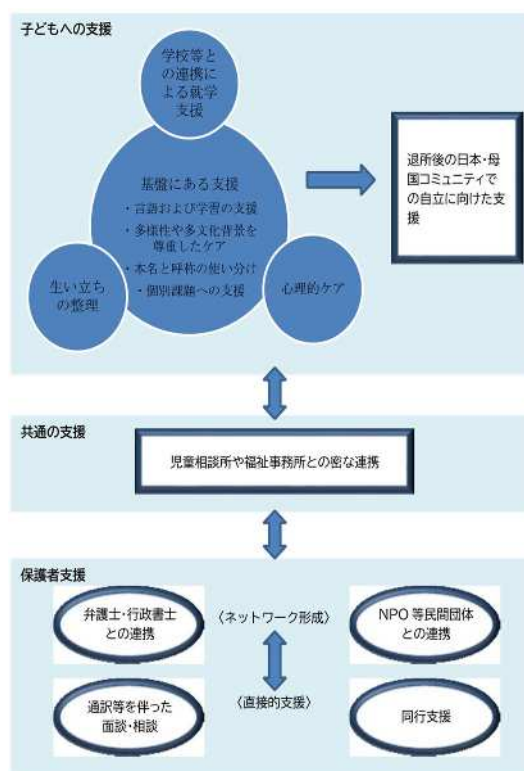 子どもへの支援
学校等と
の連携に
よる就学
支援
基盤にある支援
・言語および学習の支援
・多様性や多文化背景を
尊重したケア
・本名と呼称の使い分け
・個別課題への支援
生い立ち
の整理
心理的ケア
退所後の日本・母
国コミュニティで
の自立に向けた支
援
共通の支援
児童相談所や福祉事務所との密な連携
保護者支援
弁護士・行政書士
との連携
〈ネットワーク形成〉
NPO 等民間団体
との連携
通訳等を伴った
面談・相談
〈直接的支援〉
同行支援